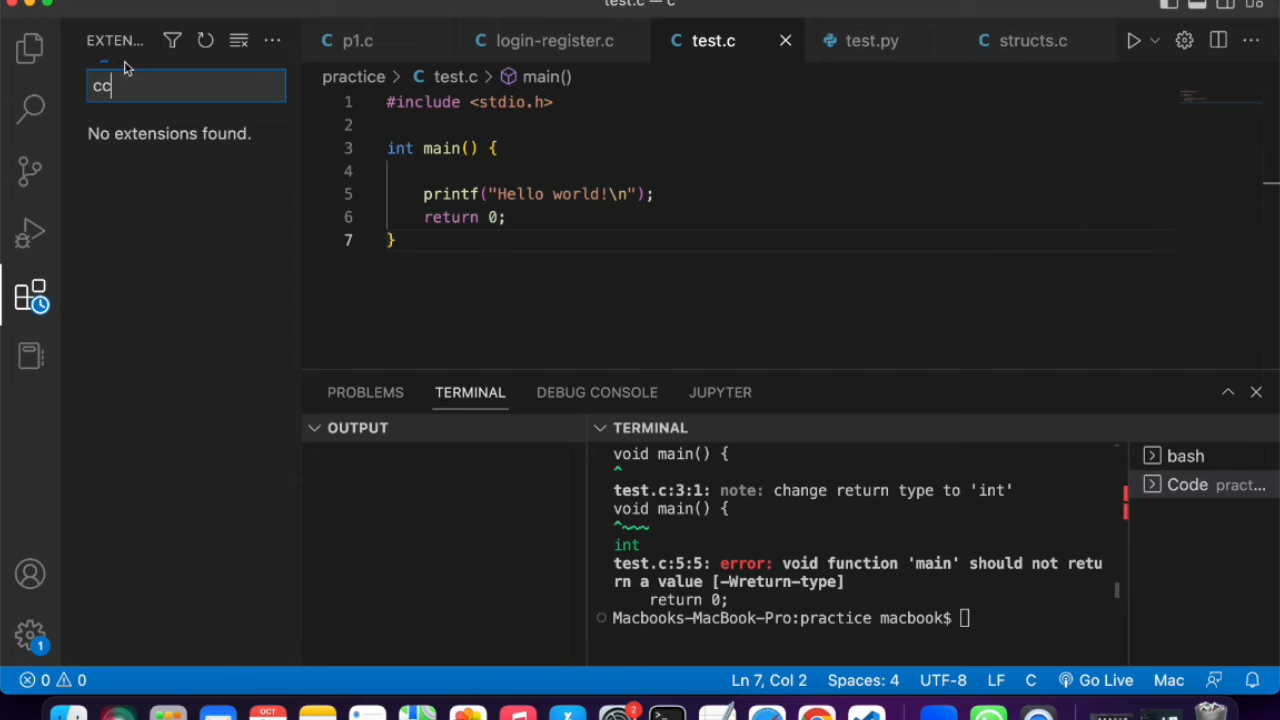 test.c — c
EXTEN...
p1.c
login-register.c
test.c
test.py
structs.c
cc
No extensions found.
practice > C test.c > main()
1 #include <stdio.h>
2
3 int main() {
4
5 printf("Hello world!\n");
6 return 0;
7 }
PROBLEMS TERMINAL DEBUG CONSOLE JUPYTER
OUTPUT
TERMINAL
void main() {
^
test.c:3:1: note: change return type to 'int'
void main() {
^~~~
int
test.c:5:5: error: void function 'main' should not retu
rn a value [-Wreturn-type]
return 0;
Macbooks-MacBook-Pro:practice macbook$
bash
Code pract...
1
0 0
Ln 7, Col 2 Spaces: 4 UTF-8 LF C Go Live Mac
OCT
2